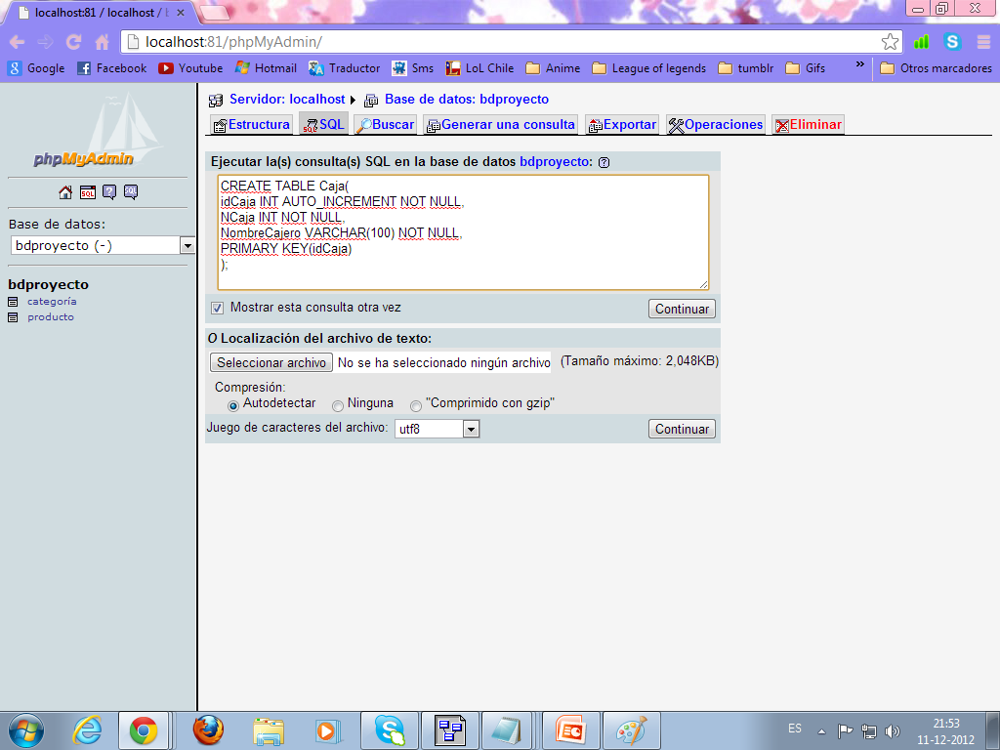 localhost:81 / localhost /
localhost:81/phpMyAdmin/
Google Facebook Youtube Hotmail Traductor Sms LoL Chile Anime League of legends tumblr Gifs » Otros marcadores
phpMyAdmin
SQL
Base de datos:
bdproyecto (-)
bdproyecto
categoría
producto
Servidor: localhost Base de datos: bdproyecto
Estructura SQL Buscar Generar una consulta Exportar Operaciones Eliminar
Ejecutar la(s) consulta(s) SQL en la base de datos bdproyecto:
CREATE TABLE Caja(
idCaja INT AUTO_INCREMENT NOT NULL,
NCaja INT NOT NULL,
NombreCajero VARCHAR(100) NOT NULL,
PRIMARY KEY(idCaja)
);
Mostrar esta consulta otra vez
Continuar
O Localización del archivo de texto:
Seleccionar archivo No se ha seleccionado ningún archivo (Tamaño máximo: 2,048KB)
Compresión:
Autodetectar Ninguna "Comprimido con gzip"
Juego de caracteres del archivo: utf8
Continuar
ES
21:53
11-12-2012